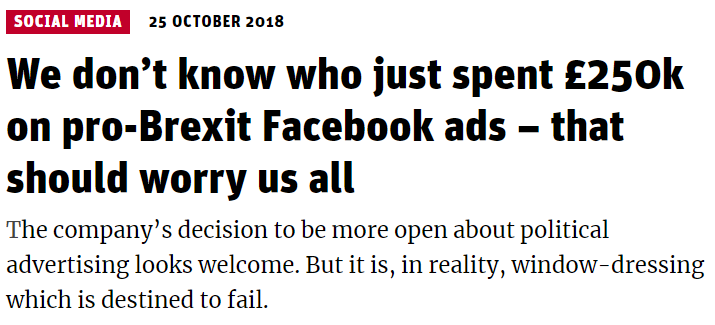 SOCIAL MEDIA 25 OCTOBER 2018
We don’t know who just spent £250k
on pro-Brexit Facebook ads – that
should worry us all
The company’s decision to be more open about political
advertising looks welcome. But it is, in reality, window-dressing
which is destined to fail.